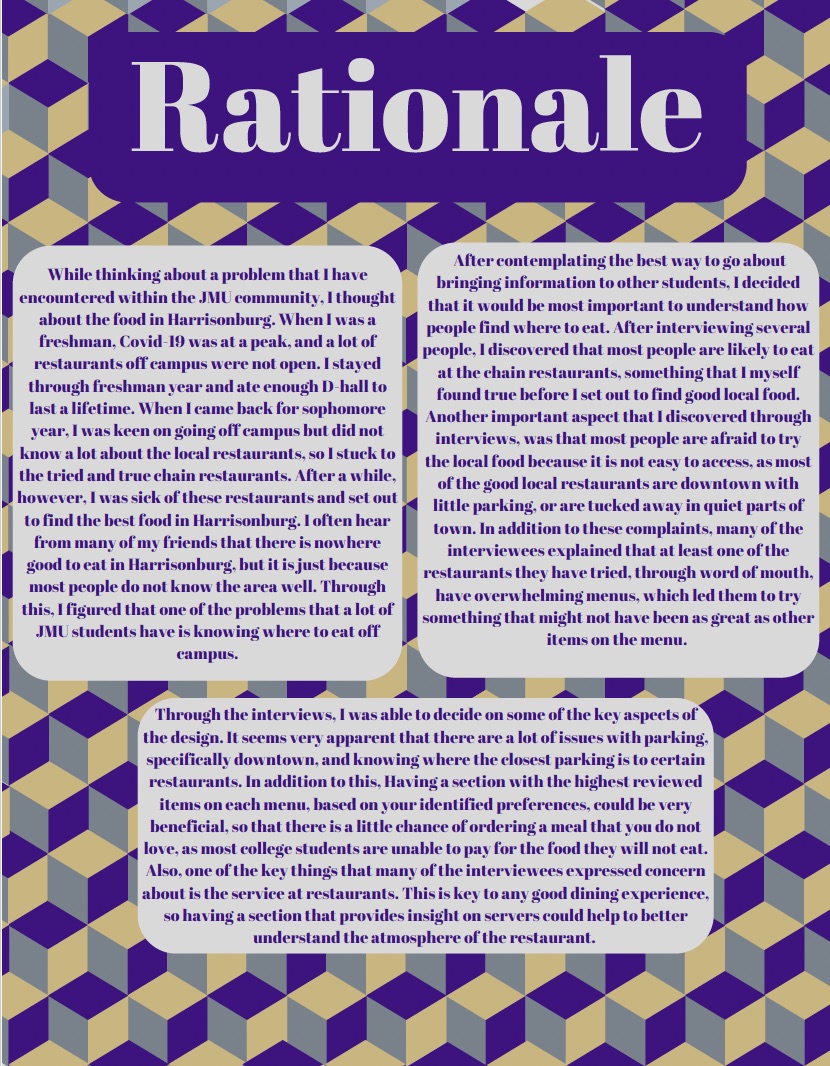 Rationale
While thinking about a problem that I have
encountered within the JMU community, I thought
about the food in Harrisonburg. When I was a
freshman, Covid-19 was at a peak, and a lot of
restaurants off campus were not open. I stayed
through freshman year and ate enough D-hall to
last a lifetime. When I came back for sophomore
year, I was keen on going off campus but did not
know a lot about the local restaurants, so I stuck to
the tried and true chain restaurants. After a while,
however, I was sick of these restaurants and set out
to find the best food in Harrisonburg. I often hear
from many of my friends that there is nowhere
good to eat in Harrisonburg, but it is just because
most people do not know the area well. Through
this, I figured that one of the problems that a lot of
JMU students have is knowing where to eat off
campus.
After contemplating the best way to go about
bringing information to other students, I decided
that it would be most important to understand how
people find where to eat. After interviewing several
people, I discovered that most people are likely to eat
at the chain restaurants, something that I myself
found true before I set out to find good local food.
Another important aspect that I discovered through
interviews, was that most people are afraid to try
the local food because it is not easy to access, as most
of the good local restaurants are downtown with
little parking, or are tucked away in quiet parts of
town. In addition to these complaints, many of the
interviewees explained that at least one of the
restaurants they have tried, through word of mouth,
have overwhelming menus, which led them to try
something that might not have been as great as other
items on the menu.
Through the interviews, I was able to decide on some of the key aspects of
the design. It seems very apparent that there are a lot of issues with parking,
specifically downtown, and knowing where the closest parking is to certain
restaurants. In addition to this, Having a section with the highest reviewed
items on each menu, based on your identified preferences, could be very
beneficial, so that there is a little chance of ordering a meal that you do not
love, as most college students are unable to pay for the food they will not eat.
Also, one of the key things that many of the interviewees expressed concern
about is the service at restaurants. This is key to any good dining experience,
so having a section that provides insight on servers could help to better
understand the atmosphere of the restaurant.